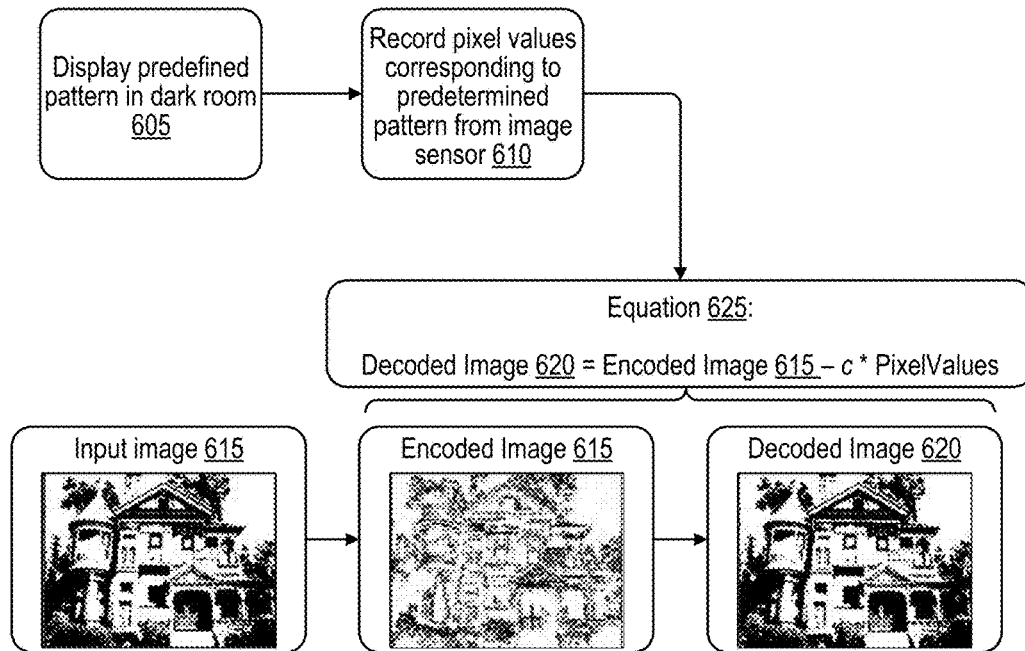 Display predefined
pattern in dark room
605
Record pixel values
corresponding to
predetermined
pattern from image
sensor 610
Equation 625:
Decoded Image 620 = Encoded Image 615 – c * PixelValues
Input image 615
Encoded Image 615
Decoded Image 620